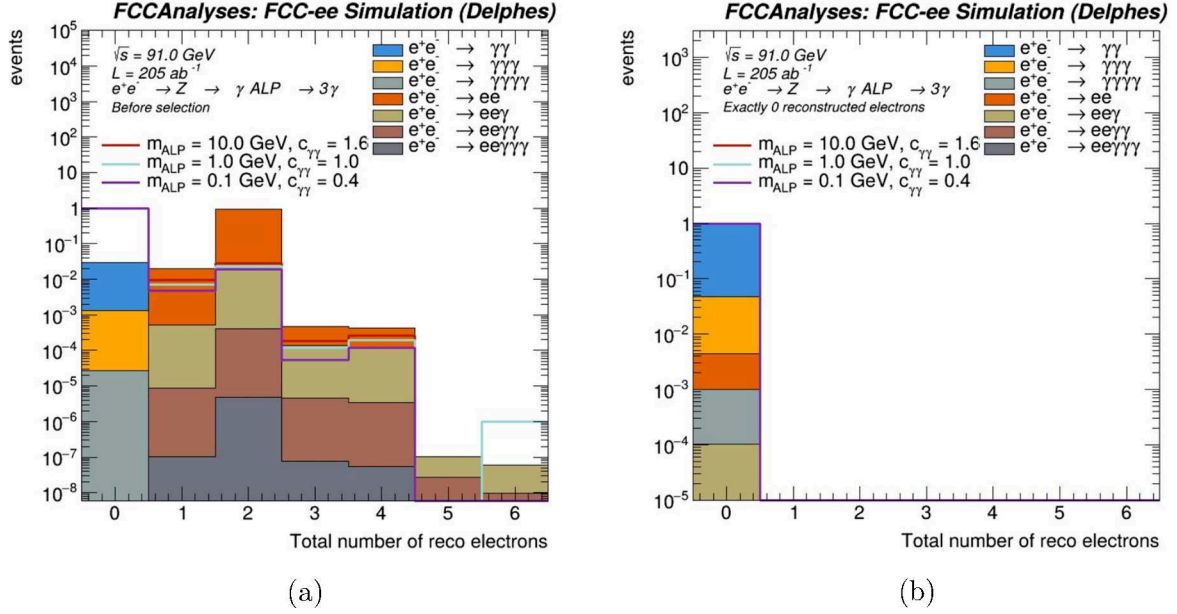 FCCAnalyses: FCC-ee Simulation (Delphes)
events
10⁵
10⁴
10³
10²
10
1
10⁻¹
10⁻²
10⁻³
10⁻⁴
10⁻⁵
10⁻⁶
10⁻⁷
10⁻⁸
√s = 91.0 GeV
L = 205 ab⁻¹
e⁺e⁻ → Z → γ ALP → 3γ
Before selection
e⁺e⁻ → γγ
e⁺e⁻ → γγγ
e⁺e⁻ → γγγγ
e⁺e⁻ → ee
e⁺e⁻ → eeγ
e⁺e⁻ → eeγγ
e⁺e⁻ → eeγγγ
m_ALP = 10.0 GeV, c_γγ = 1.6
m_ALP = 1.0 GeV, c_γγ = 1.0
m_ALP = 0.1 GeV, c_γγ = 0.4
0 1 2 3 4 5 6
Total number of reco electrons
(a)
FCCAnalyses: FCC-ee Simulation (Delphes)
events
10³
10²
10
1
10⁻¹
10⁻²
10⁻³
10⁻⁴
10⁻⁵
√s = 91.0 GeV
L = 205 ab⁻¹
e⁺e⁻ → Z → γ ALP → 3γ
Exactly 0 reconstructed electrons
e⁺e⁻ → γγ
e⁺e⁻ → γγγ
e⁺e⁻ → γγγγ
e⁺e⁻ → ee
e⁺e⁻ → eeγ
e⁺e⁻ → eeγγ
e⁺e⁻ → eeγγγ
m_ALP = 10.0 GeV, c_γγ = 1.6
m_ALP = 1.0 GeV, c_γγ = 1.0
m_ALP = 0.1 GeV, c_γγ = 0.4
0 1 2 3 4 5 6
Total number of reco electrons
(b)